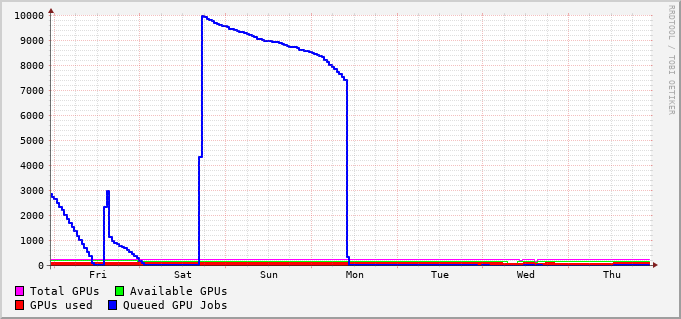 10000
9000
8000
7000
6000
5000
4000
3000
2000
1000
0
Fri Sat Sun Mon Tue Wed Thu
Total GPUs Available GPUs
GPUs used Queued GPU Jobs
RRDTOOL / TOBI OETIKER